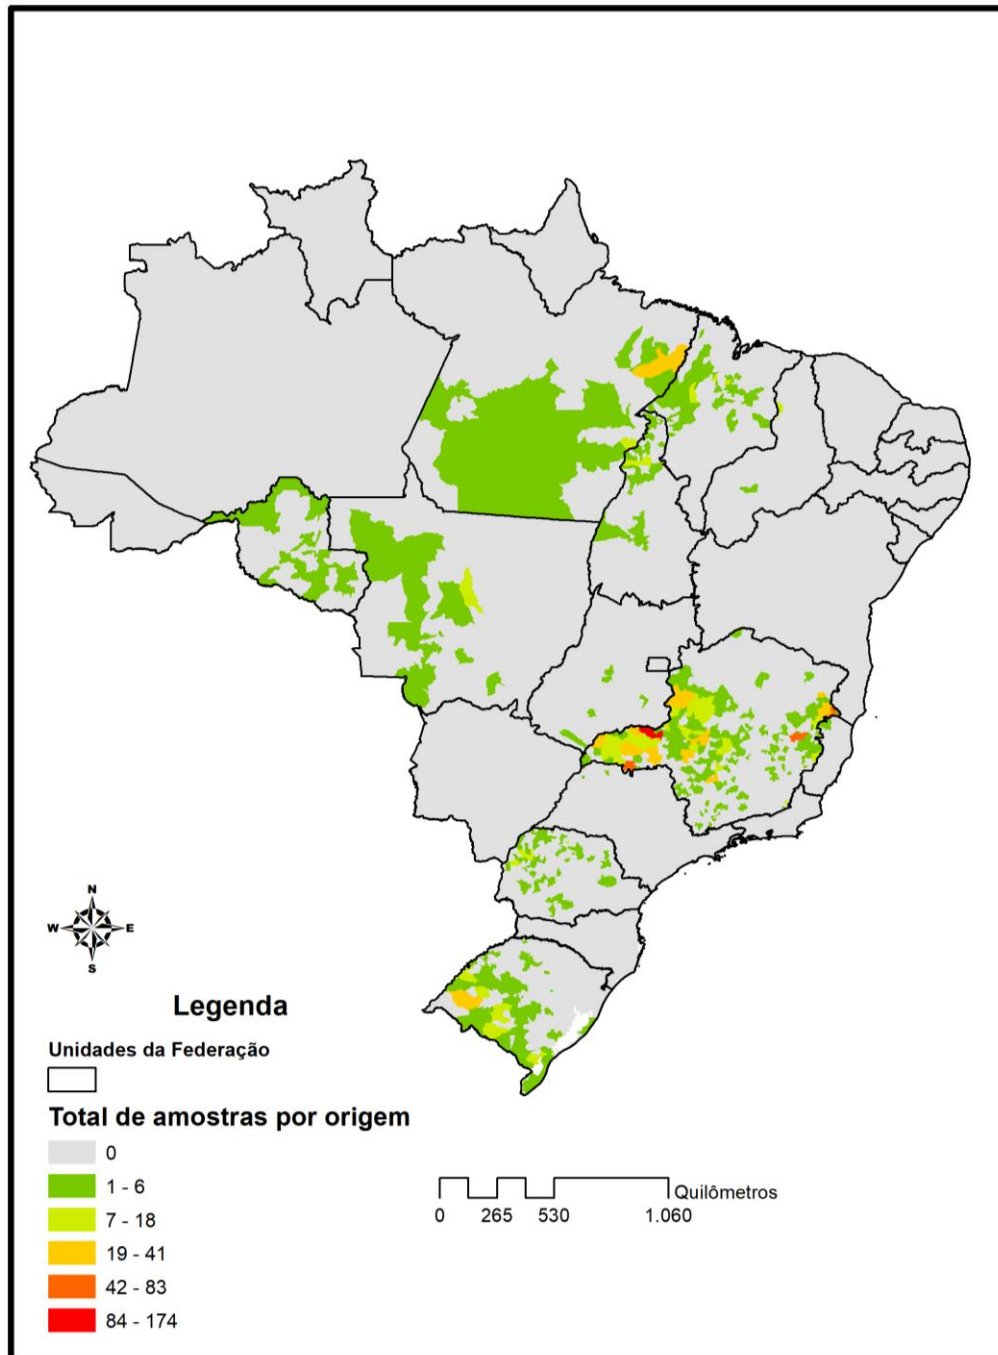 N
W E
S
Legenda
Unidades da Federação
Total de amostras por origem
0
1 - 6
7 - 18
19 - 41
42 - 83
84 - 174
Quilômetros
0 265 530 1.060